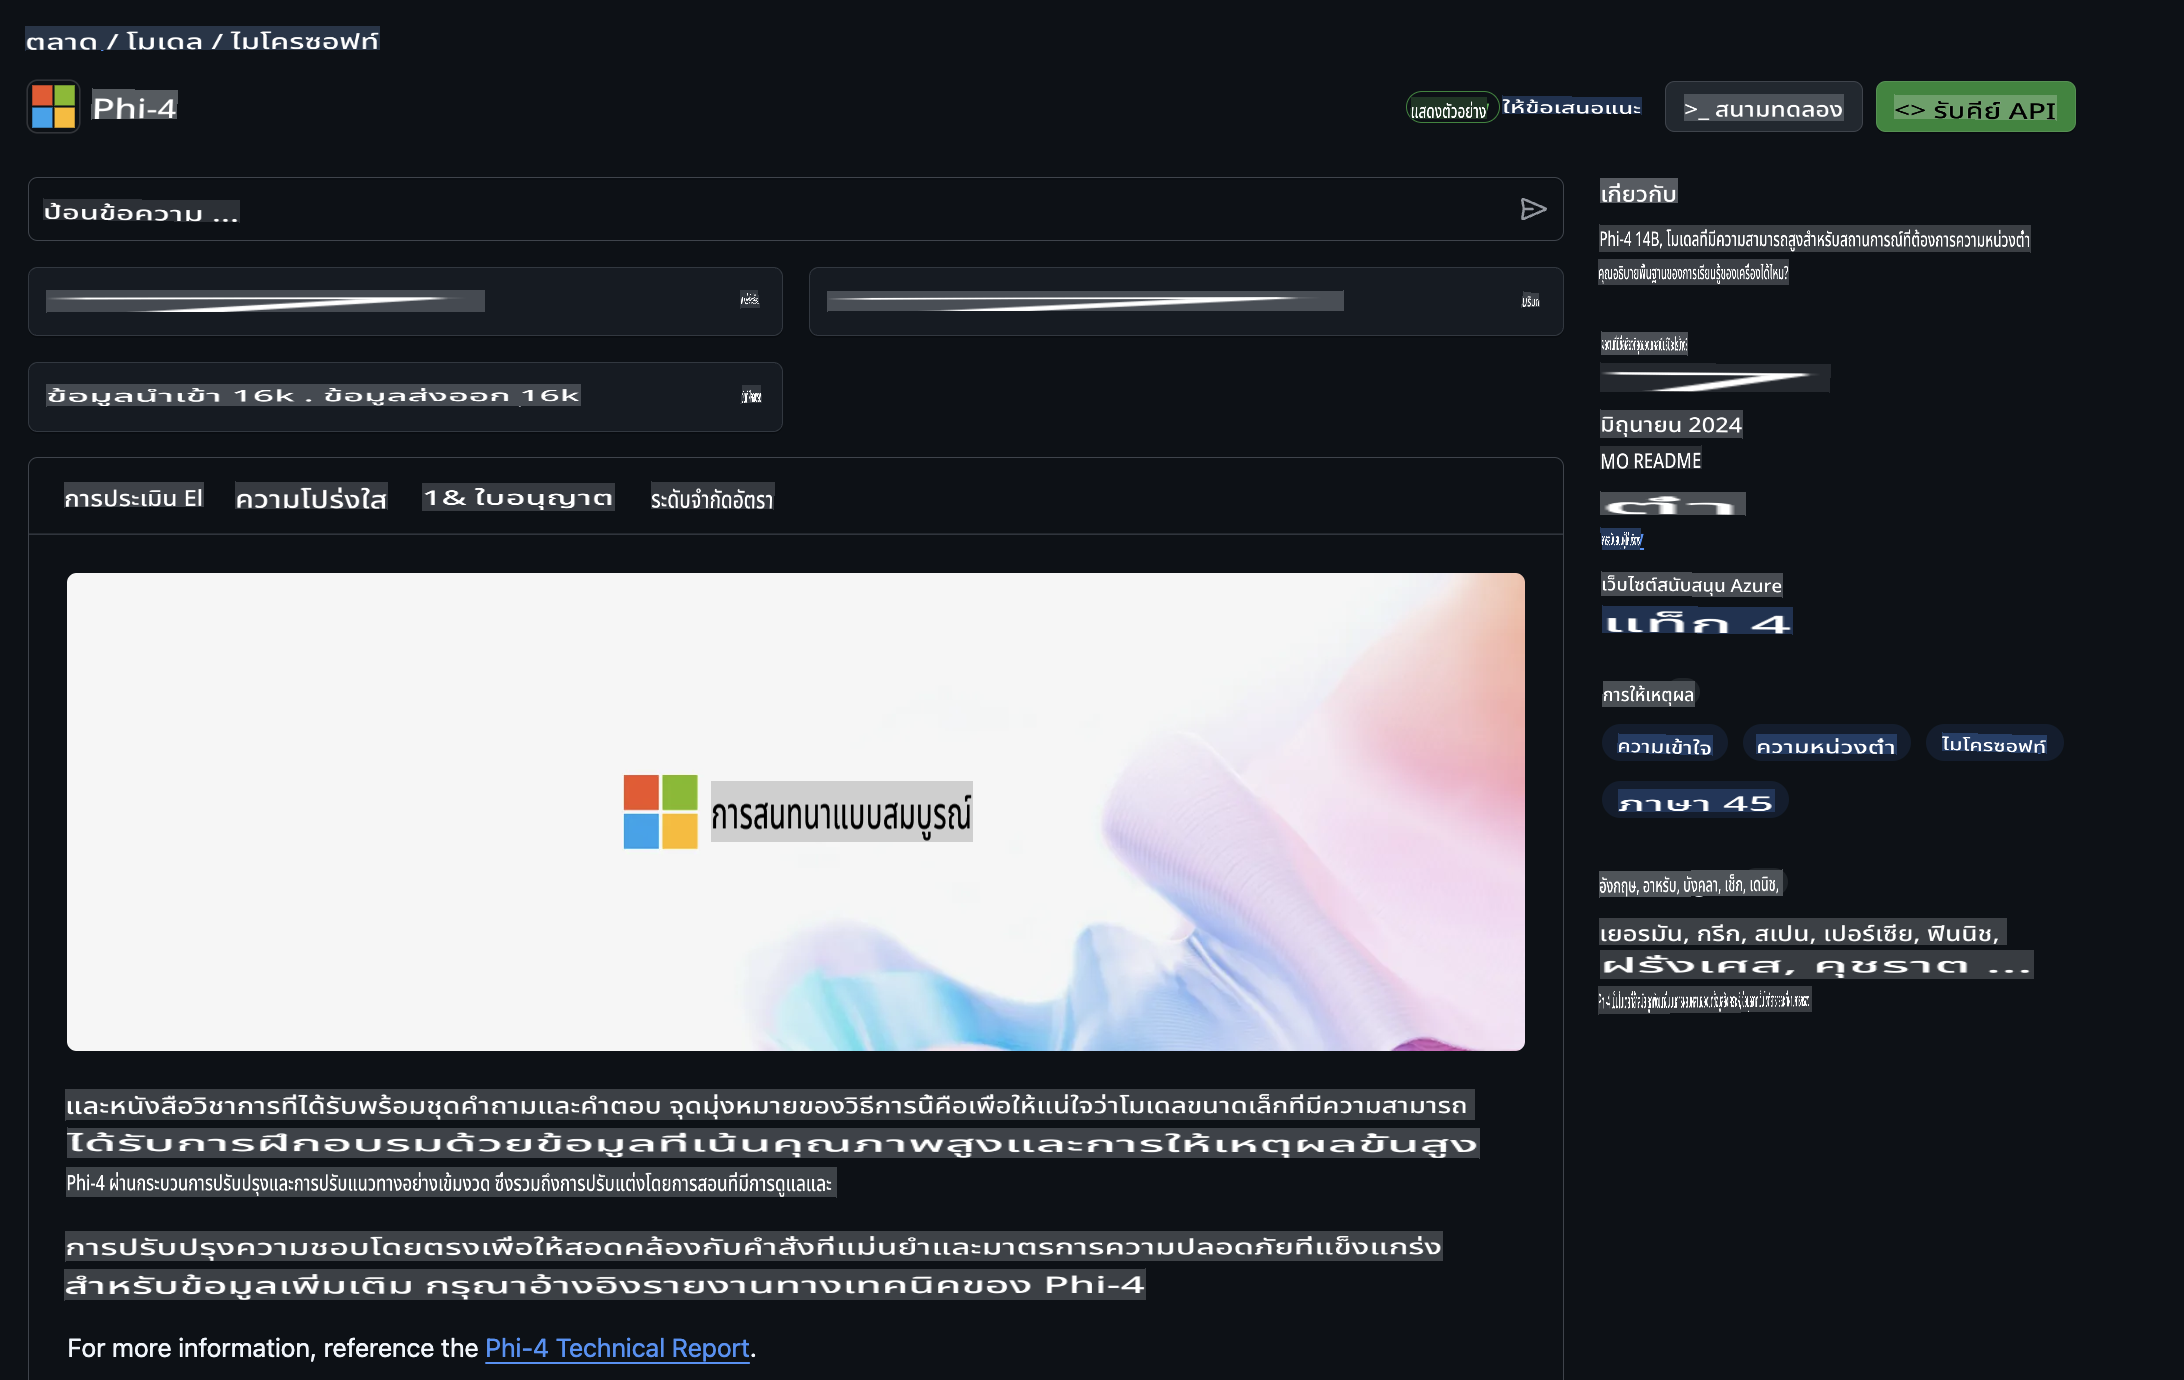 ตลาด / โมเดล / ไมโครซอฟท์
Phi-4
แสดงตัวอย่าง
ให้ข้อเสนอแนะ
>_ สนามทดลอง
<> รับคีย์ API
ป้อนข้อความ ...
ข้อมูลนำเข้า 16k . ข้อมูลส่งออก 16k
การประเมิน El
ความโปร่งใส
1& ใบอนุญาต
ระดับจำกัดอัตรา
การสนทนาแบบสมบูรณ์
และหนังสือวิชาการที่ได้รับพร้อมชุดคำถามและคำตอบ จุดมุ่งหมายของวิธีการนี้คือเพื่อให้แน่ใจว่าโมเดลขนาดเล็กที่มีความสามารถ
ได้รับการฝึกอบรมด้วยข้อมูลที่เน้นคุณภาพสูงและการให้เหตุผลขั้นสูง
Phi-4 ผ่านกระบวนการปรับปรุงและการปรับแนวทางอย่างเข้มงวด ซึ่งรวมถึงการปรับแต่งโดยการสอนที่มีการดูแลและ
การปรับปรุงความชอบโดยตรงเพื่อให้สอดคล้องกับคำสั่งที่แม่นยำและมาตรการความปลอดภัยที่แข็งแกร่ง
สำหรับข้อมูลเพิ่มเติม กรุณาอ้างอิงรายงานทางเทคนิคของ Phi-4
For more information, reference the Phi-4 Technical Report.
เกี่ยวกับ
Phi-4 14B, โมเดลที่มีความสามารถสูงสำหรับสถานการณ์ที่ต้องการความหน่วงต่ำ
คุณอธิบายพื้นฐานของการเรียนรู้ของเครื่องได้ไหม?
มิถุนายน 2024
MO README
ต่ำ
เว็บไซต์สนับสนุน Azure
แท็ก 4
การให้เหตุผล
ความเข้าใจ
ความหน่วงต่ำ
ไมโครซอฟท์
ภาษา 45
อังกฤษ, อาหรับ, บังคลา, เช็ก, เดนิช,
เยอรมัน, กรีก, สเปน, เปอร์เซีย, ฟินนิช,
ฝรั่งเศส, คุชราต ...